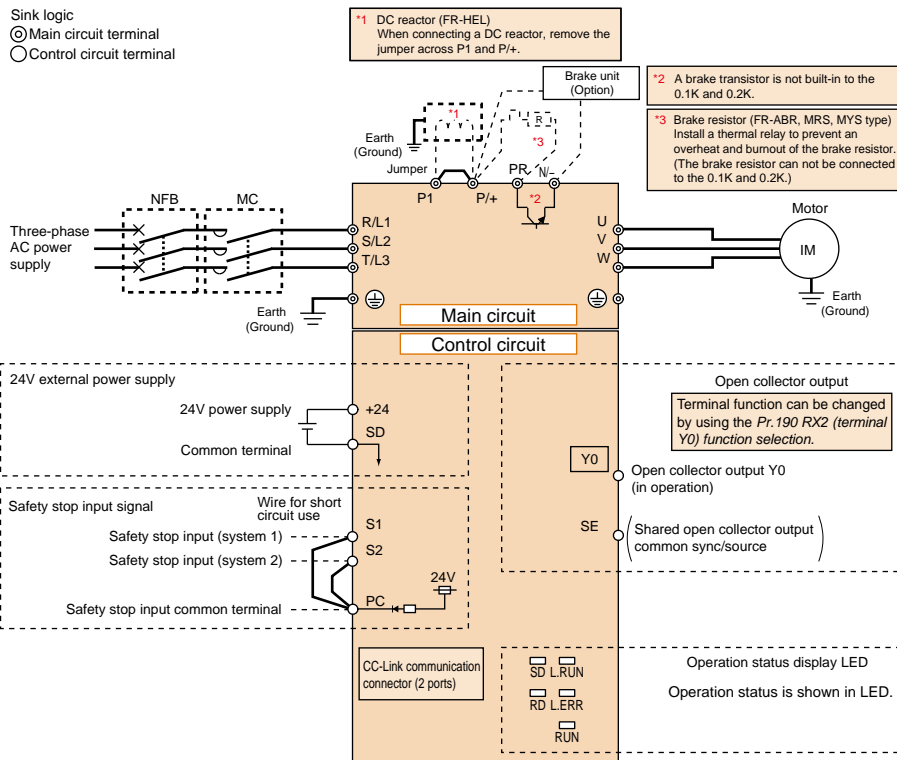 Sink logic
Main circuit terminal
Control circuit terminal
*1 DC reactor (FR-HEL)
When connecting a DC reactor, remove the
jumper across P1 and P/+.
Brake unit
(Option)
*2 A brake transistor is not built-in to the
0.1K and 0.2K.
*3 Brake resistor (FR-ABR, MRS, MYS type)
Install a thermal relay to prevent an
overheat and burnout of the brake resistor.
(The brake resistor can not be connected
to the 0.1K and 0.2K.)
*1
R
*3
Earth
(Ground)
Jumper
P1
P/+
PR
N/-
*2
NFB
MC
Three-phase
AC power
supply
R/L1
S/L2
T/L3
U
V
W
Motor
IM
Earth
(Ground)
Earth
(Ground)
Main circuit
Control circuit
24V external power supply
24V power supply
+24
SD
Common terminal
Open collector output
Terminal function can be changed
by using the Pr.190 RX2 (terminal
Y0) function selection.
Y0
Open collector output Y0
(in operation)
SE
(Shared open collector output
common sync/source)
Safety stop input signal
Wire for short
circuit use
S1
Safety stop input (system 1)
S2
Safety stop input (system 2)
24V
PC
Safety stop input common terminal
CC-Link communication
connector (2 ports)
SD L.RUN
RD L.ERR
RUN
Operation status display LED
Operation status is shown in LED.